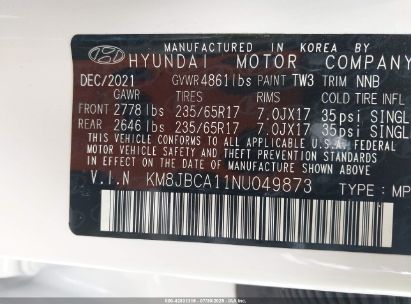 MANUFACTURED IN KOREA BY
HYUNDAI MOTOR COMPANY
DEC/2021 GVWR 4861 lbs PAINT TW3 TRIM NNB
GAWR TIRES RIMS COLD TIRE INFL
FRONT 2778 lbs 235/65R17 7.0JX17 35psi SINGL
REAR 2646 lbs 235/65R17 7.0JX17 35psi SINGL
THIS VEHICLE CONFORMS TO ALL APPLICABLE U.S. FEDERAL
MOTOR VEHICLE SAFETY, BUMPER, AND THEFT PREVENTION
STANDARDS IN EFFECT ON THE DATE OF MANUFACTURE
V.I.N KM8JBCA11NU049873 TYPE : MP